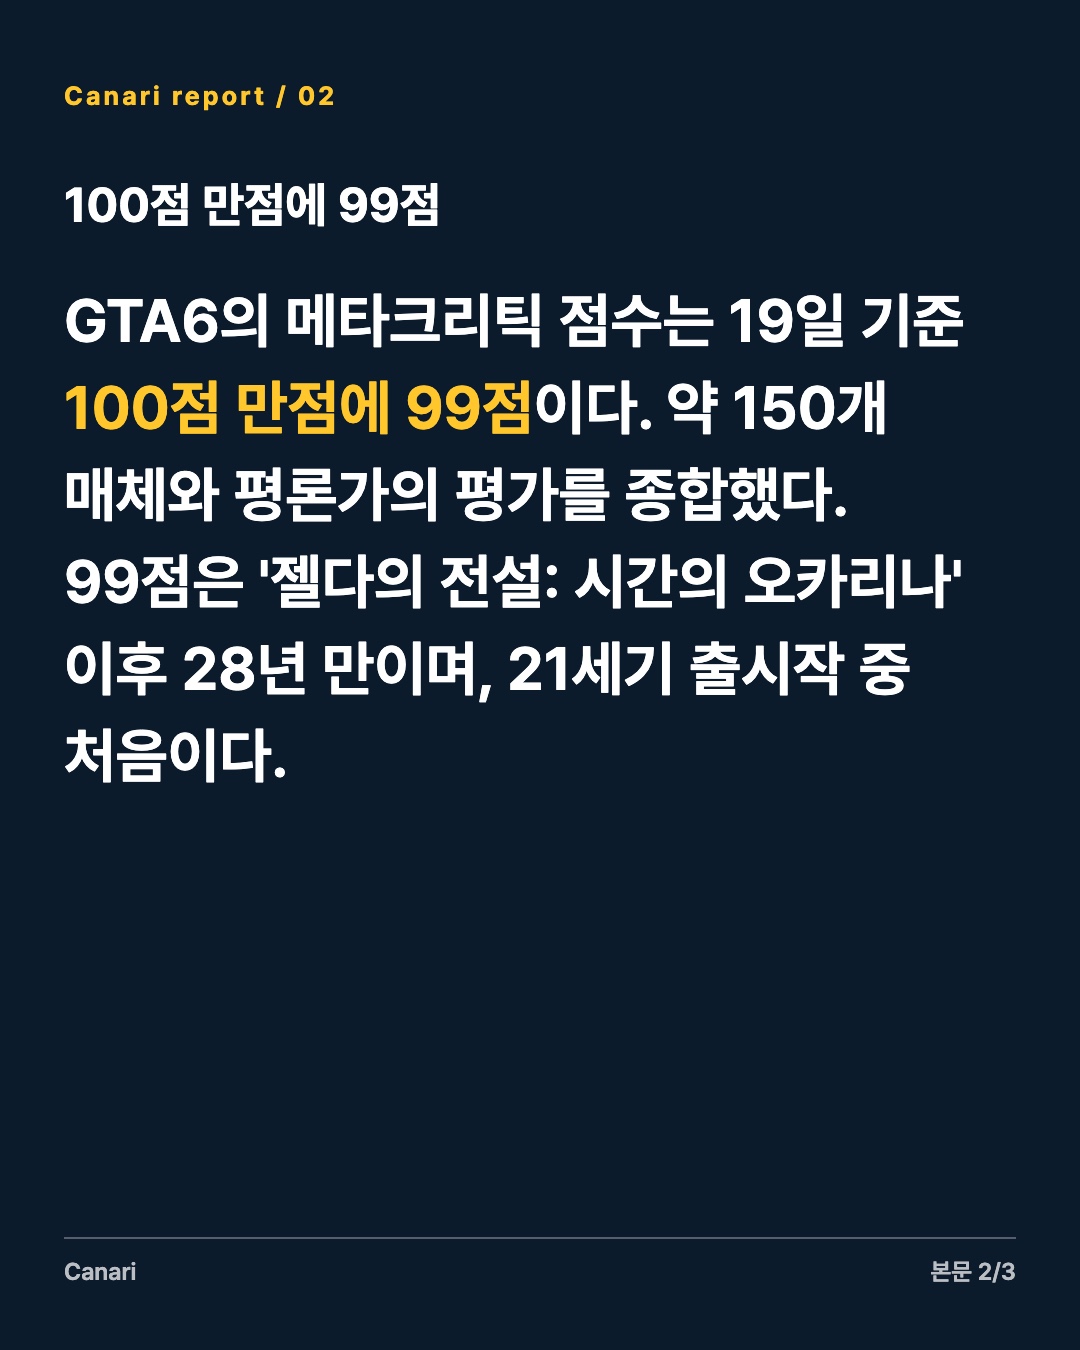 Canari report / 02
100점 만점에 99점
GTA6의 메타크리틱 점수는 19일 기준
100점 만점에 99점이다. 약 150개
매체와 평론가의 평가를 종합했다.
99점은 '젤다의 전설: 시간의 오카리나'
이후 28년 만이며, 21세기 출시작 중
처음이다.
Canari
본문 2/3